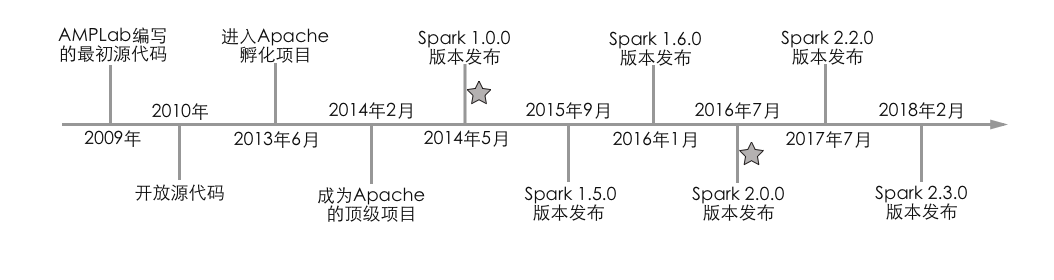 AMPLab编写
的最初源代码
2009年
2010年
开放源代码
进入Apache
孵化项目
2013年6月
2014年2月
成为Apache
的顶级项目
Spark 1.0.0
版本发布
2014年5月
2015年9月
Spark 1.5.0
版本发布
Spark 1.6.0
版本发布
2016年1月
2016年7月
Spark 2.0.0
版本发布
Spark 2.2.0
版本发布
2017年7月
2018年2月
Spark 2.3.0
版本发布